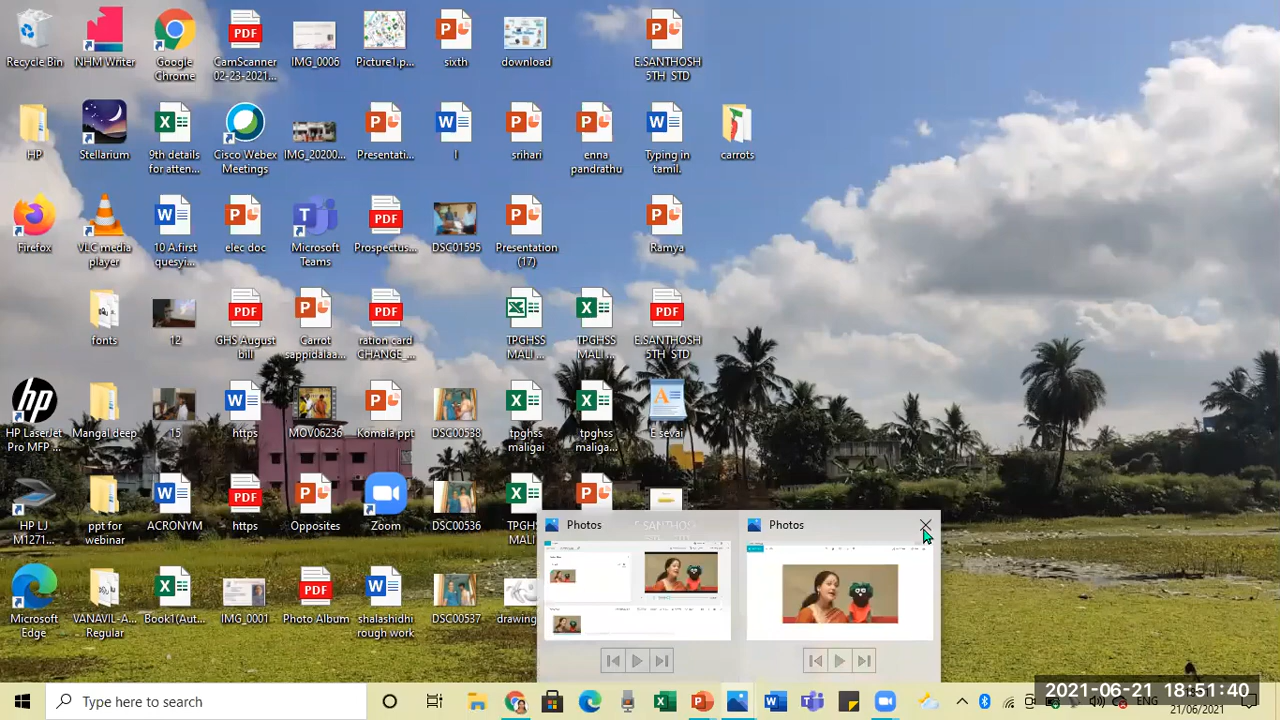 Recycle Bin
NHM Writer
Google
Chrome
CamScanner
02-23-2021...
IMG_0006
Picture1.p...
sixth
download
E.SANTHOSH
5TH STD
HP
Stellarium
9th details
for atten...
Cisco Webex
Meetings
IMG_20200...
Presentati...
I
srihari
enna
pandrathu
Typing in
tamil.
carrots
Firefox
VLC media
player
10 A.first
quesyi...
elec doc
Microsoft
Teams
Prospectus...
DSC01595
Presentation
(17)
Ramya
fonts
12
GHS August
bill
Carrot
sappidalaa...
ration card
CHANGE_...
TPGHSS
MALI ...
TPGHSS
MALI ...
E.SANTHOSH
5TH STD
HP LaserJet
Pro MFP ...
Mangal deep
15
https
MOV06236
Komala ppt
DSC00538
tpghss
maligai
tpghss
maliga...
E sevai
HP LJ
M1271...
ppt for
webinar
ACRONYM
https
Opposites
Zoom
DSC00536
TPGH
MALI
Photos
Photos
Microsoft
Edge
VANAVIL-A...
Regular
Book1(Aut...
IMG_0001
Photo Album
shalashidhi
rough work
DSC00537
drawing
Type here to search
ENG
2021-06-21 18:51:40
21/06/2021